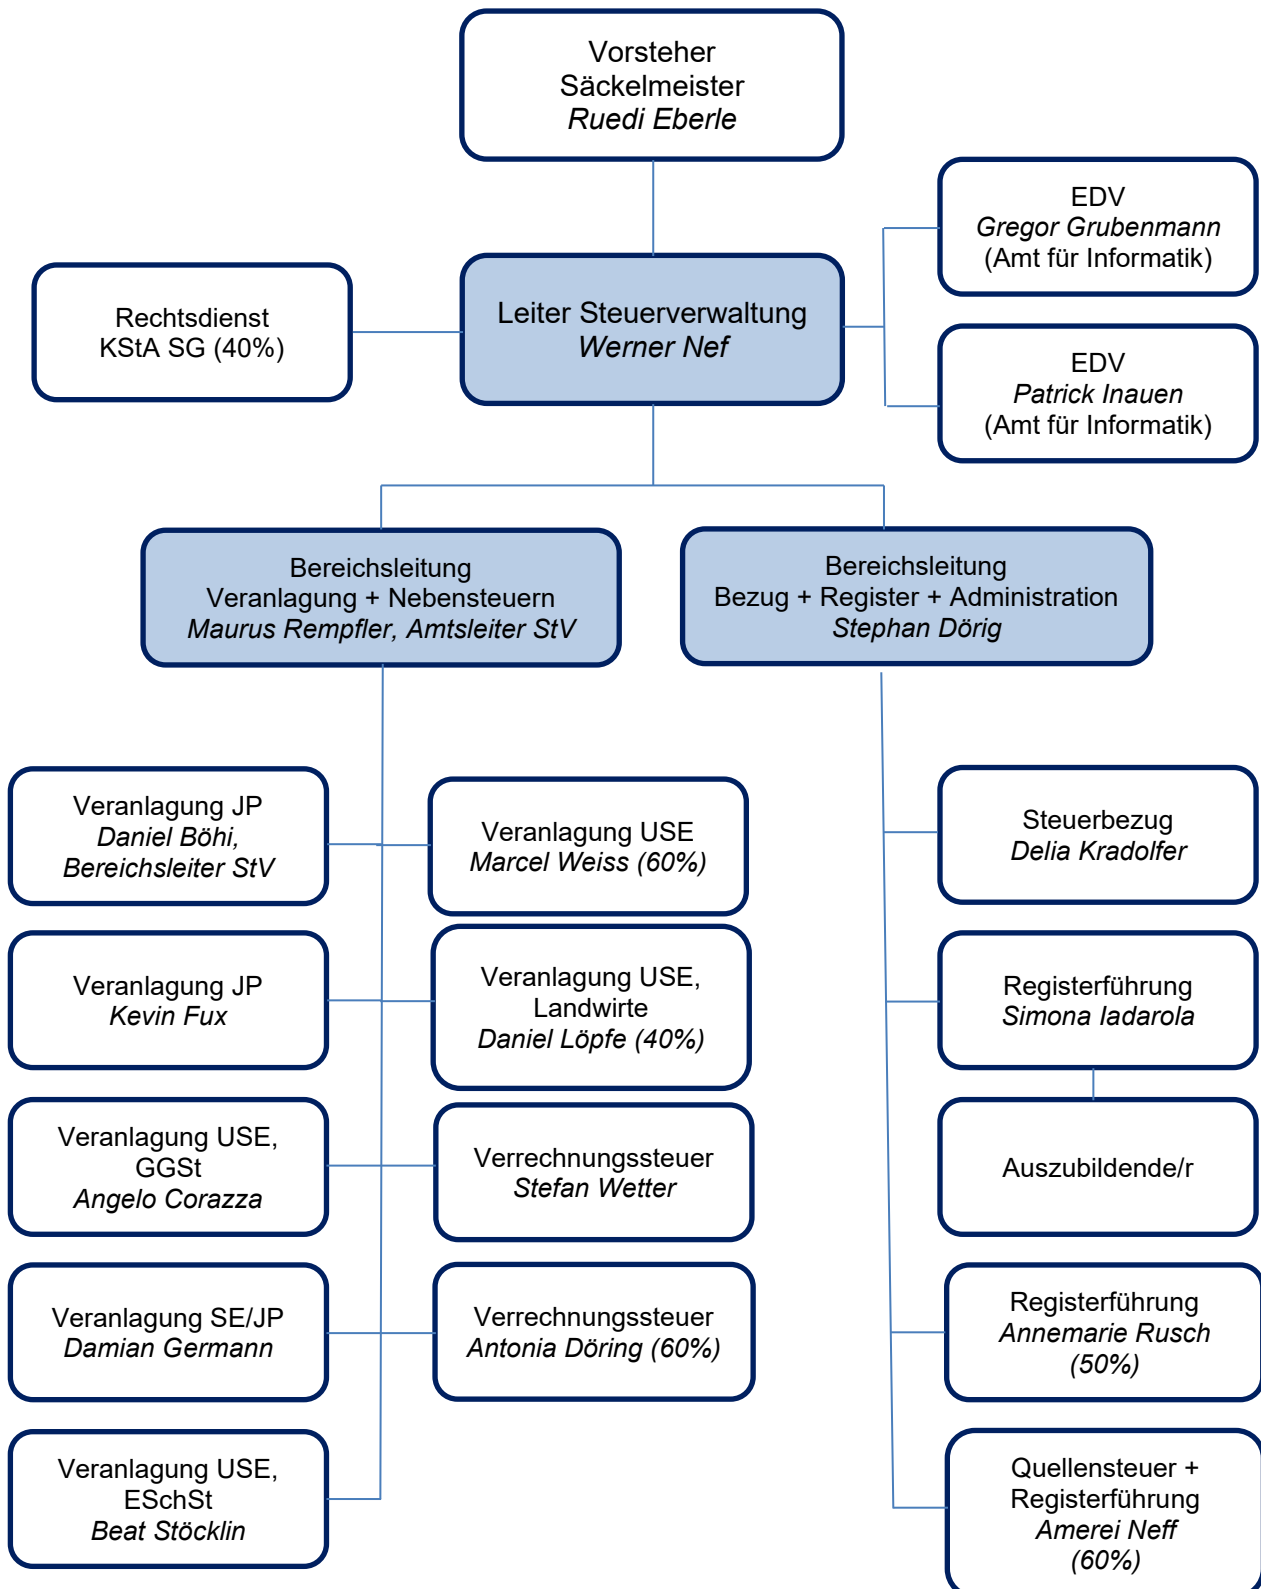 Vorsteher
Säckelmeister
Ruedi Eberle
EDV
Gregor Grubenmann
(Amt für Informatik)
Rechtsdienst
KStA SG (40%)
Leiter Steuerverwaltung
Werner Nef
EDV
Patrick Inauen
(Amt für Informatik)
Bereichsleitung
Veranlagung + Nebensteuern
Maurus Rempfler, Amtsleiter StV
Bereichsleitung
Bezug + Register + Administration
Stephan Dörig
Veranlagung JP
Daniel Böhi,
Bereichsleiter StV
Veranlagung USE
Marcel Weiss (60%)
Steuerbezug
Delia Kradolfer
Veranlagung JP
Kevin Fux
Veranlagung USE,
Landwirte
Daniel Löpfe (40%)
Registerführung
Simona Iadarola
Veranlagung USE,
GGSt
Angelo Corazza
Verrechnungssteuer
Stefan Wetter
Auszubildende/r
Veranlagung SE/JP
Damian Germann
Verrechnungssteuer
Antonia Döring (60%)
Registerführung
Annemarie Rusch
(50%)
Veranlagung USE,
ESchSt
Beat Stöcklin
Quellensteuer +
Registerführung
Amerei Neff
(60%)